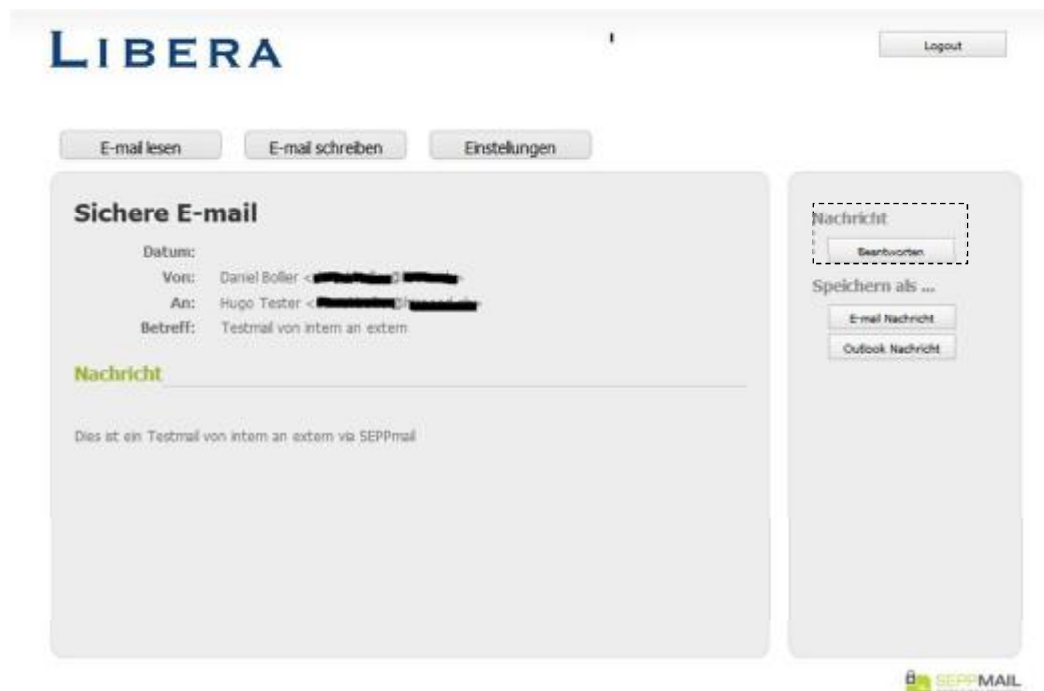 LIBERA
Logout
E-mail lesen
E-mail schreiben
Einstellungen
Sichere E-mail
Datum:
Von: Daniel Boller <
An: Hugo Tester <
Betreff: Testmail von intern an extern
Nachricht
Dies ist ein Testmail von intern an extern via SEPPmail
Nachricht
Beantworten
Speichern als ...
E-mail Nachricht
Outlook Nachricht
SEPPMAIL